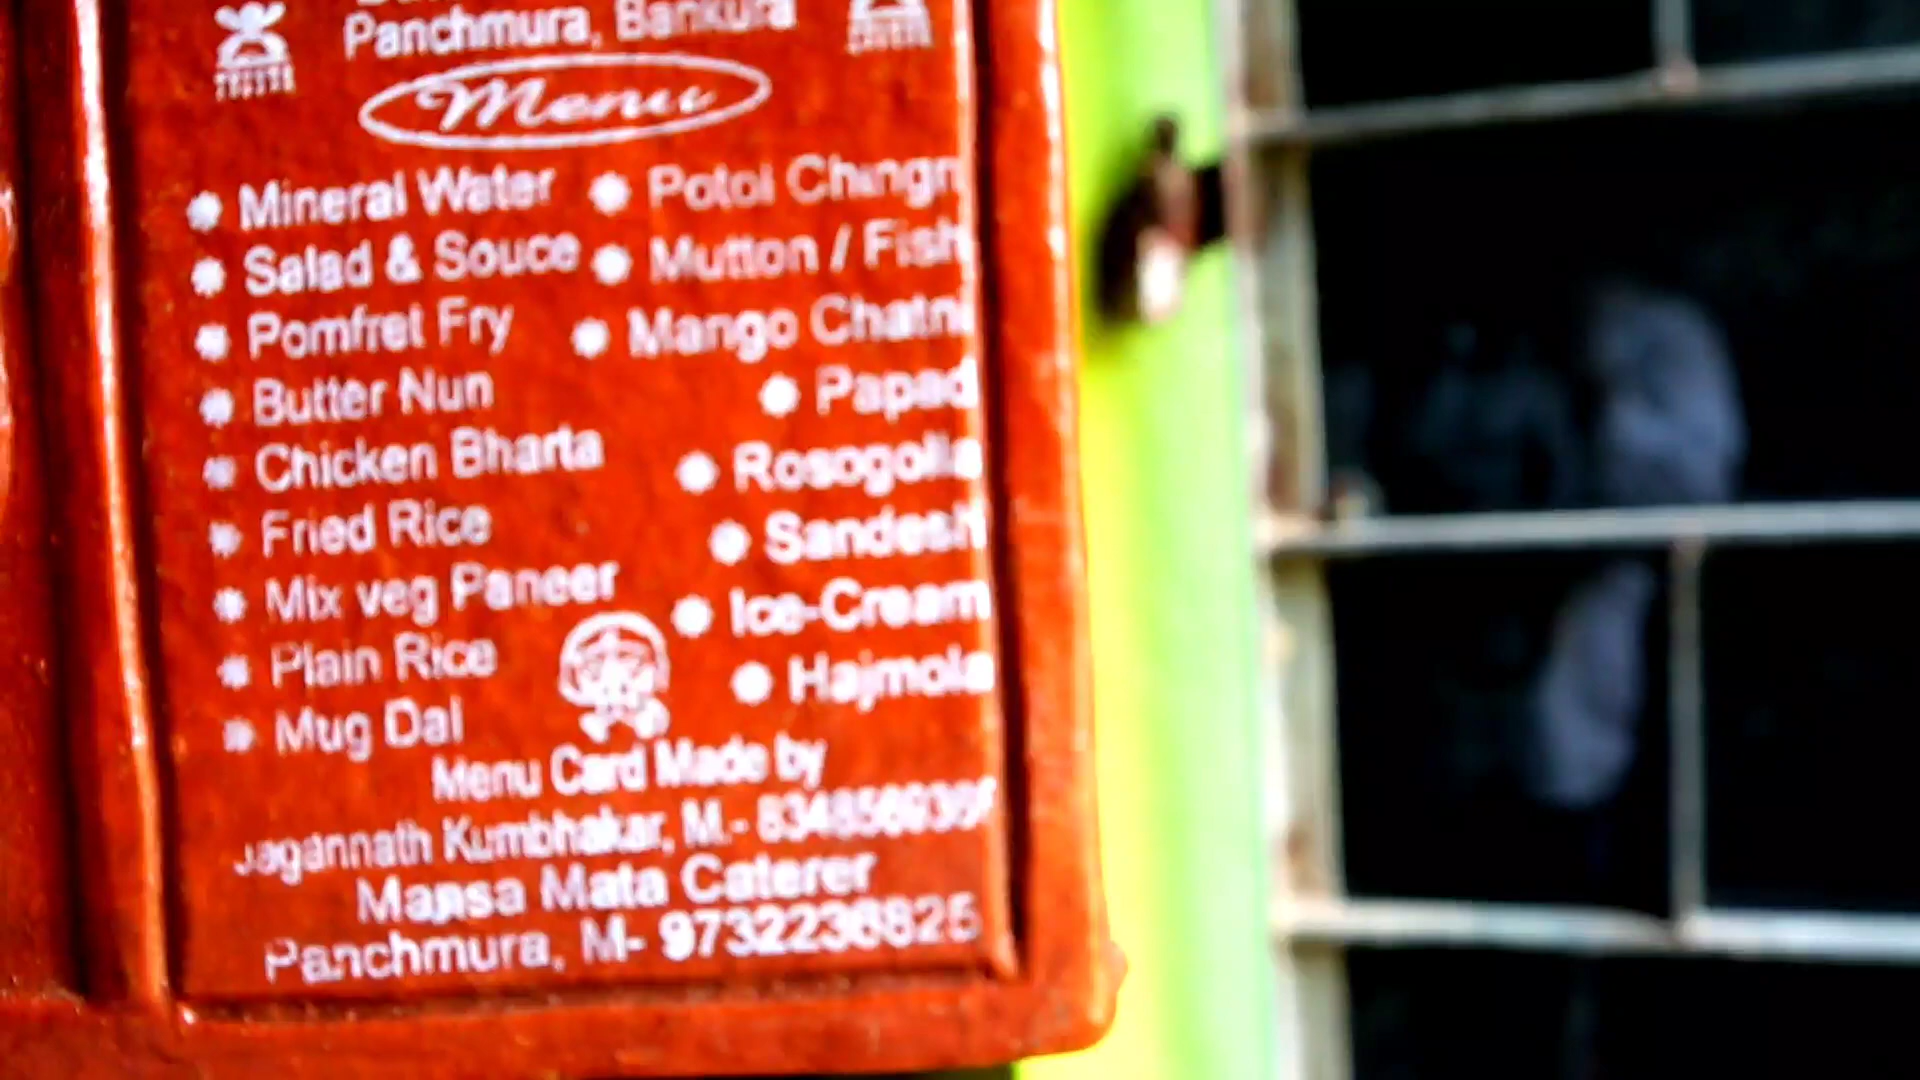 Panchmura, Bankura
Menu
Mineral Water
Salad & Souce
Pomfret Fry
Butter Nun
Chicken Bharta
Fried Rice
Mix veg Paneer
Plain Rice
Mug Dal
Potol Chingri
Mutton / Fish
Mango Chatni
Papad
Rosogolla
Sandesh
Ice-Cream
Hajmola
Menu Card Made by
Jagannath Kumbhakar, M.-
Mansa Mata Caterer
Panchmura, M-